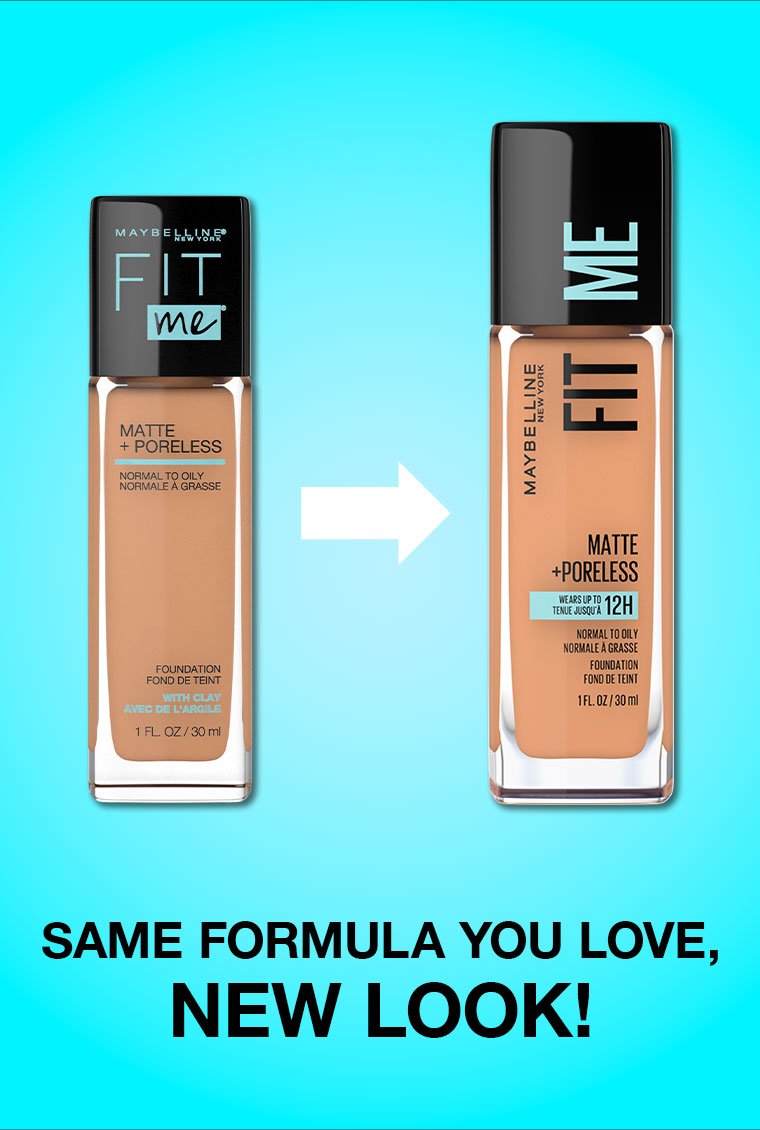 MAYBELLINE®
NEW YORK
FIT
me®
MATTE
+ PORELESS
NORMAL TO OILY
NORMALE À GRASSE
FOUNDATION
FOND DE TEINT
WITH CLAY
AVEC DE L'ARGILE
1 FL. OZ / 30 ml
FIT ME
MAYBELLINE
NEW YORK
MATTE
+PORELESS
WEARS UP TO
TENUE JUSQU'À
12H
NORMAL TO OILY
NORMALE À GRASSE
FOUNDATION
FOND DE TEINT
1 FL. OZ / 30 ml
SAME FORMULA YOU LOVE,
NEW LOOK!